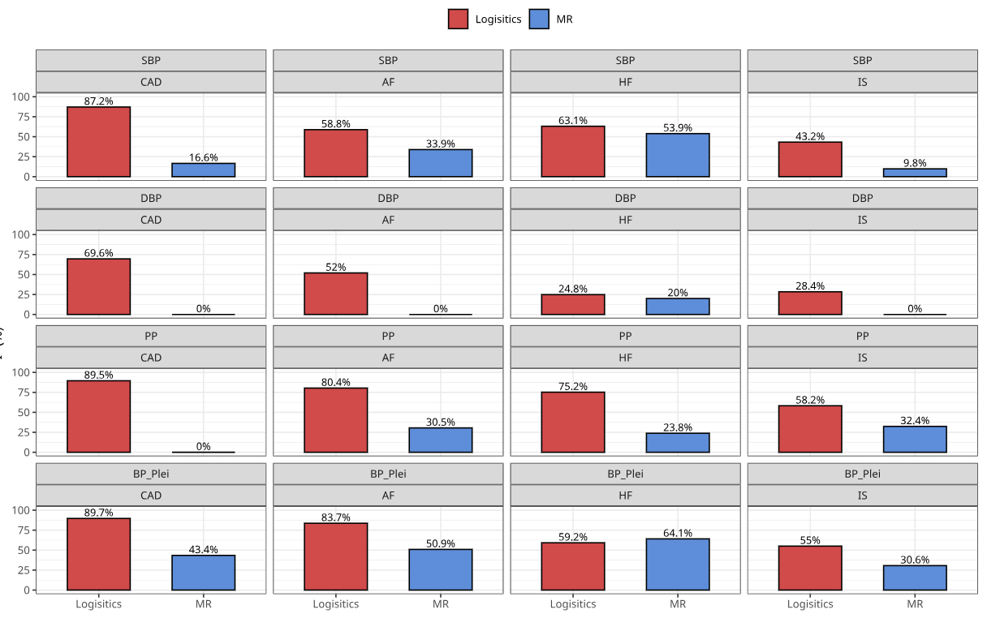 Logisitics MR
SBP SBP SBP SBP
CAD AF HF IS
100
75
50
25
0
87.2% 16.6% 58.8% 33.9% 63.1% 53.9% 43.2% 9.8%
DBP DBP DBP DBP
CAD AF HF IS
100
75
50
25
0
69.6% 0% 52% 0% 24.8% 20% 28.4% 0%
PP PP PP PP
CAD AF HF IS
100
75
50
25
0
89.5% 0% 80.4% 30.5% 75.2% 23.8% 58.2% 32.4%
BP_Plei BP_Plei BP_Plei BP_Plei
CAD AF HF IS
100
75
50
25
0
89.7% 43.4% 83.7% 50.9% 59.2% 64.1% 55% 30.6%
Logisitics MR Logisitics MR Logisitics MR Logisitics MR
(%)